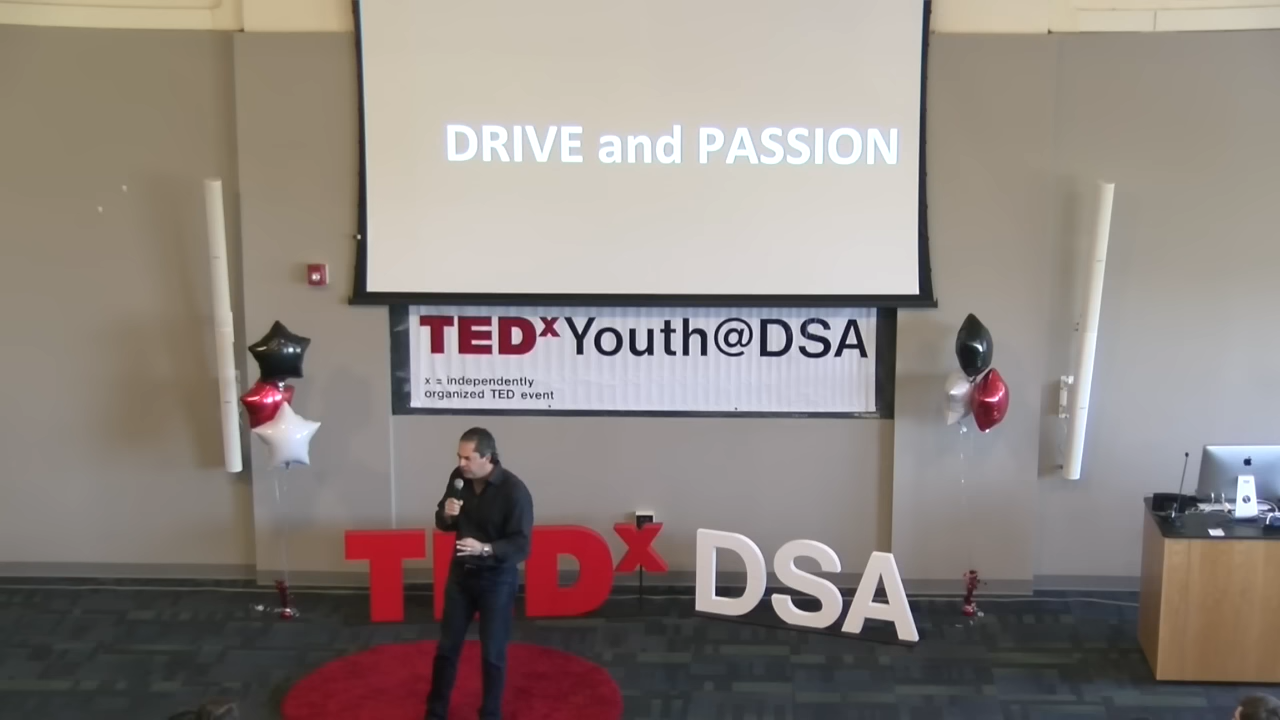 DRIVE and PASSION
TEDxYouth@DSA
x = independently
organized TED event
TEDx DSA